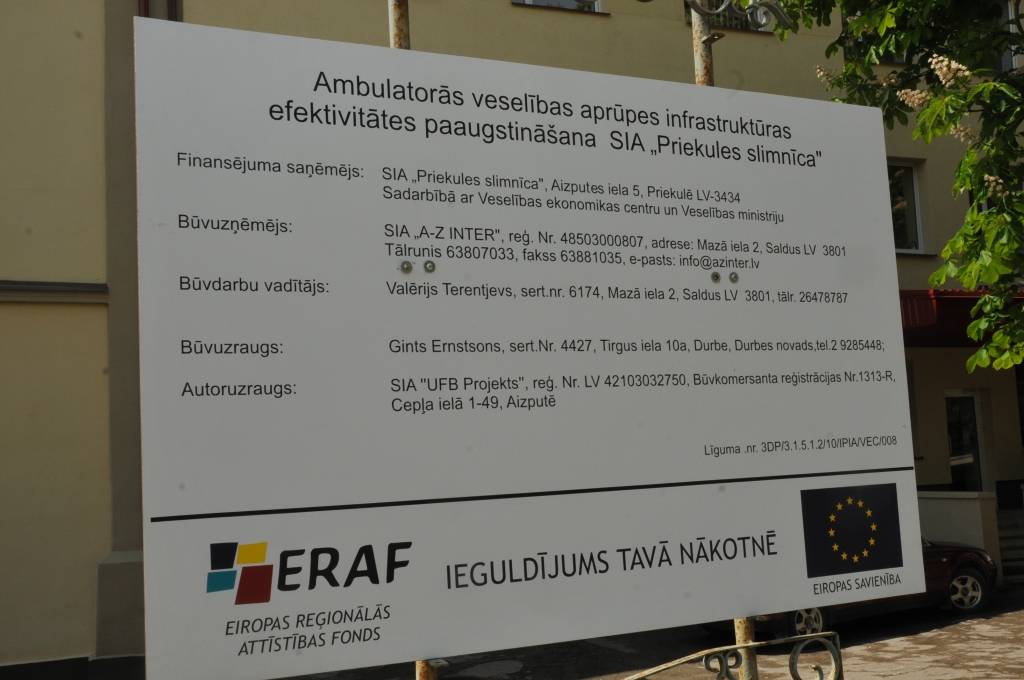 Ambulatorās veselības aprūpes infrastruktūras
efektivitātes paaugstināšana SIA „Priekules slimnīca"
Finansējuma saņēmējs: SIA „Priekules slimnīca", Aizputes iela 5, Priekulē LV-3434
Sadarbībā ar Veselības ekonomikas centru un Veselības ministriju
Būvuzņēmējs: SIA „A-Z INTER", reģ. Nr. 48503000807, adrese: Mazā iela 2, Saldus LV 3801
Tālrunis 63807033, fakss 63881035, e-pasts: info@azinter.lv
Būvdarbu vadītājs: Valērijs Terentjevs, sert.nr. 6174, Mazā iela 2, Saldus LV 3801, tālr. 26478787
Būvuzraugs: Gints Ernstsons, sert.Nr. 4427, Tirgus iela 10a, Durbe, Durbes novads,tel.2 9285448;
Autoruzraugs: SIA "UFB Projekts", reģ. Nr. LV 42103032750, Būvkomersanta reģistrācijas Nr.1313-R,
Cepļa ielā 1-49, Aizputē
Līguma .nr. 3DP/3.1.5.1.2/10/IPIA/VEC/008
ERAF
EIROPAS REĢIONĀLĀS
ATTĪSTĪBAS FONDS
IEGULDĪJUMS TAVĀ NĀKOTNĒ
EIROPAS SAVIENĪBA